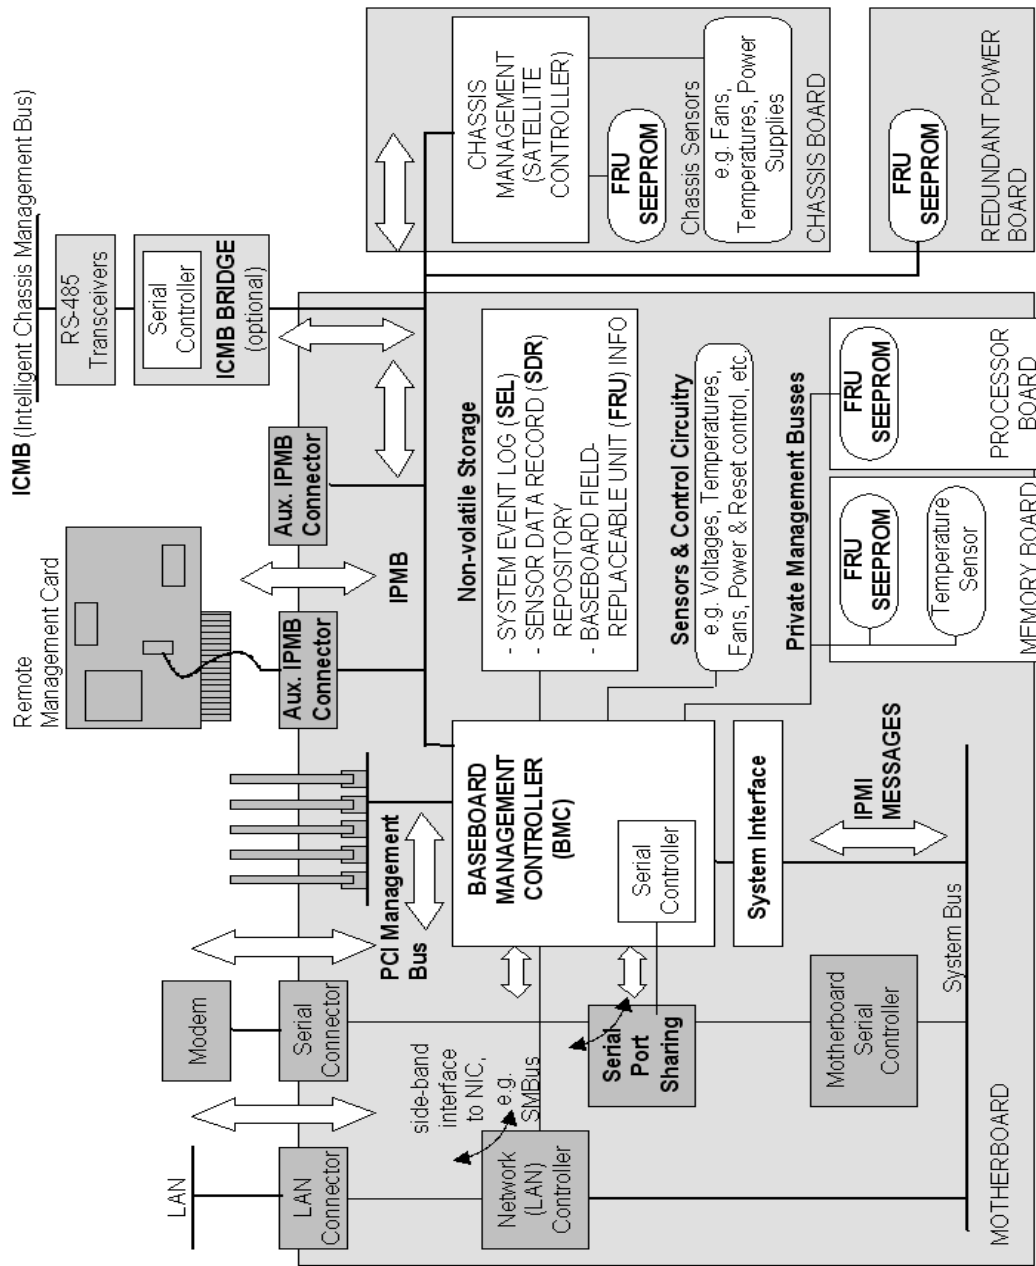 ICMB (Intelligent Chassis Management Bus)
RS-485
Transceivers
Serial
Controller
ICMB BRIDGE
(optional)
Remote
Management Card
Aux. IPMB
Connector
Aux. IPMB
Connector
IPMB
LAN
Modem
LAN
Connector
Serial
Connector
PCI Management
Bus
side-band
interface
to NIC,
e.g.
SMBus
Network
(LAN)
Controller
Serial
Port
Sharing
Motherboard
Serial
Controller
BASEBOARD
MANAGEMENT
CONTROLLER
(BMC)
Serial
Controller
System Interface
IPMI
MESSAGES
System Bus
MOTHERBOARD
Non-volatile Storage
- SYSTEM EVENT LOG (SEL)
- SENSOR DATA RECORD (SDR)
REPOSITORY
- BASEBOARD FIELD-
REPLACEABLE UNIT (FRU) INFO
Sensors & Control Circuitry
e.g. Voltages, Temperatures,
Fans, Power & Reset control, etc.
Private Management Busses
FRU
SEEPROM
Temperature
Sensor
MEMORY BOARD
FRU
SEEPROM
PROCESSOR
BOARD
CHASSIS
MANAGEMENT
(SATELLITE
CONTROLLER)
FRU
SEEPROM
Chassis Sensors
e.g. Fans,
Temperatures, Power
Supplies
CHASSIS BOARD
FRU
SEEPROM
REDUNDANT POWER
BOARD